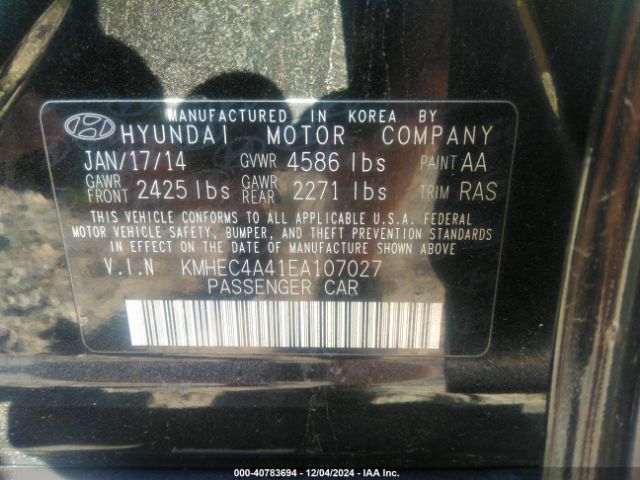 MANUFACTURED IN KOREA BY
HYUNDAI MOTOR COMPANY
JAN/17/14 GVWR 4586 lbs PAINT AA
GAWR FRONT 2425 lbs GAWR REAR 2271 lbs TRIM RAS
THIS VEHICLE CONFORMS TO ALL APPLICABLE U.S.A. FEDERAL
MOTOR VEHICLE SAFETY, BUMPER, AND THEFT PREVENTION STANDARDS
IN EFFECT ON THE DATE OF MANUFACTURE SHOWN ABOVE.
V.I.N KMHEC4A41EA107027
PASSENGER CAR
000-40783694 - 12/04/2024 - IAA Inc.